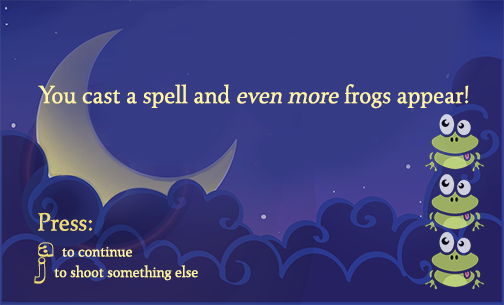 You cast a spell and even more frogs appear!
Press:
a to continue
j to shoot something else